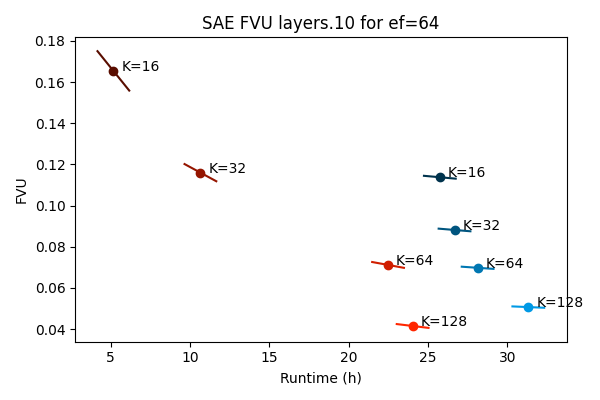 SAE FVU layers.10 for ef=64
0.18
0.16
0.14
0.12
0.10
0.08
0.06
0.04
FVU
K=16
K=32
K=16
K=32
K=64
K=64
K=128
K=128
5
10
15
20
25
30
Runtime (h)